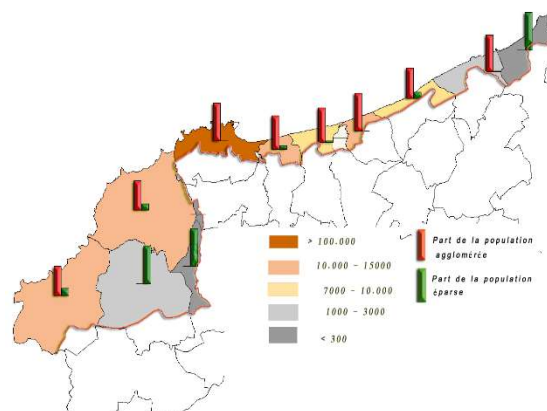 > 100.000
10.000 – 15000
7000 – 10.000
1000 – 3000
< 300
Part de la population
agglomérée
Part de la population
éparse